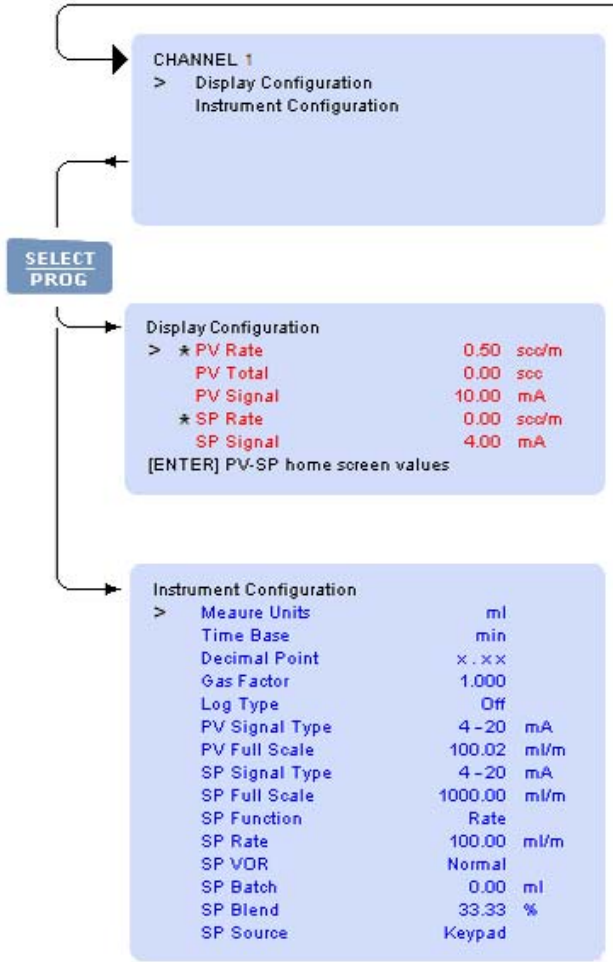 CHANNEL 1
> Display Configuration
Instrument Configuration
SELECT
PROG
Display Configuration
> * PV Rate 0.50 scc/m
PV Total 0.00 scc
PV Signal 10.00 mA
* SP Rate 0.00 scc/m
SP Signal 4.00 mA
[ENTER] PV-SP home screen values
Instrument Configuration
> Meaure Units ml
Time Base min
Decimal Point x.xx
Gas Factor 1.000
Log Type Off
PV Signal Type 4-20 mA
PV Full Scale 100.02 ml/m
SP Signal Type 4-20 mA
SP Full Scale 1000.00 ml/m
SP Function Rate
SP Rate 100.00 ml/m
SP VOR Normal
SP Batch 0.00 ml
SP Blend 33.33 %
SP Source Keypad